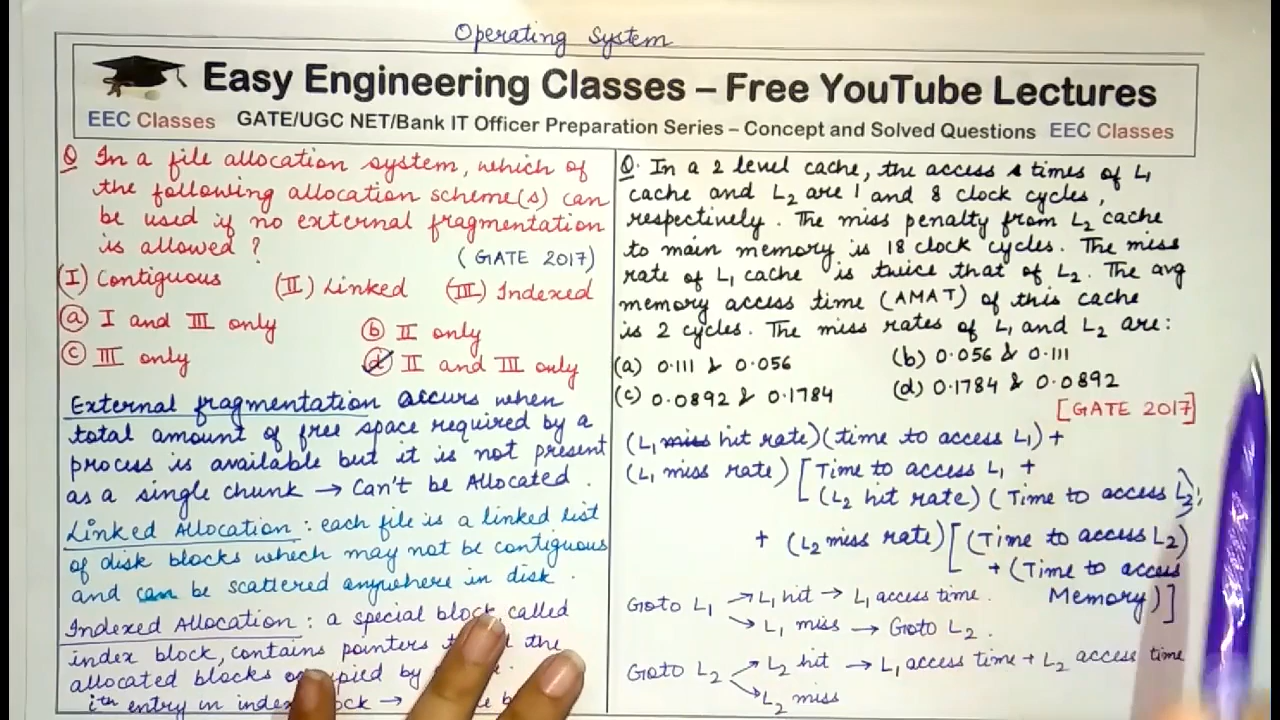 Operating System
Easy Engineering Classes – Free YouTube Lectures
EEC Classes GATE/UGC NET/Bank IT Officer Preparation Series – Concept and Solved Questions EEC Classes
Q In a file allocation system, which of
the following allocation scheme(s) can
be used if no external fragmentation
is allowed ?
(GATE 2017)
(I) Contiguous (II) Linked (III) Indexed
(a) I and III only (b) II only
(c) III only (d) II and III only
External fragmentation occurs when
total amount of free space required by a
process is available but it is not present
as a single chunk → Can't be Allocated.
Linked Allocation : each file is a linked list
of disk blocks which may not be contiguous
and can be scattered anywhere in disk.
Indexed Allocation : a special block called
index block, contains pointers the
allocated blocks by
ith entry in →
Q. In a 2 level cache, the access times of L1
cache and L2 are 1 and 8 clock cycles,
respectively. The miss penalty from L2 cache
to main memory is 18 clock cycles. The miss
rate of L1 cache is twice that of L2. The avg
memory access time (AMAT) of this cache
is 2 cycles. The miss rates of L1 and L2 are:
(a) 0.111 & 0.056 (b) 0.056 & 0.111
(c) 0.0892 & 0.1784 (d) 0.1784 & 0.0892
[GATE 2017]
(L1 miss hit rate)(time to access L1) +
(L1 miss rate) [Time to access L1 +
(L2 hit rate) (Time to access L2)
+ (L2 miss rate) [(Time to access L2)
+ (Time to access
Memory)]
Goto L1 → L1 hit → L1 access time.
→ L1 miss → Goto L2.
Goto L2 → L2 hit → L1 access time + L2 access time
→ L2 miss